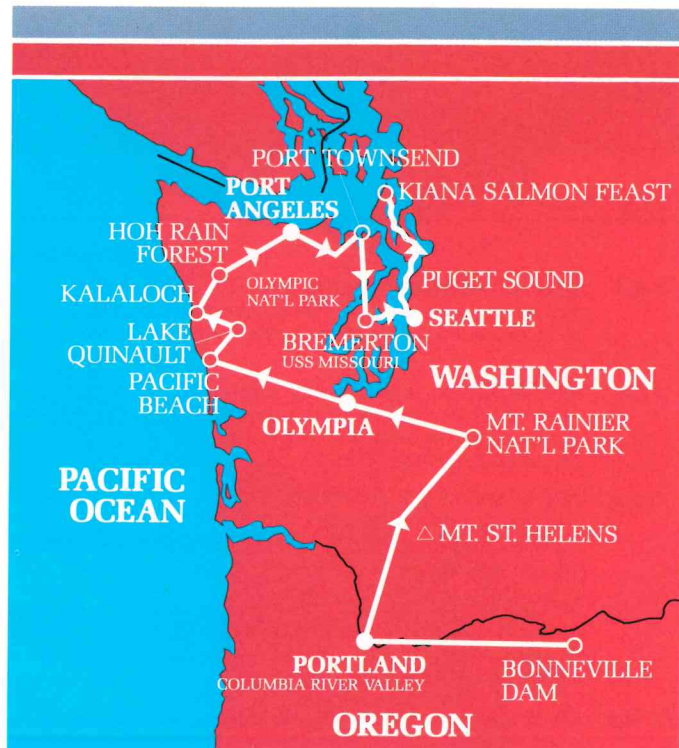 PORT TOWNSEND
KIANA SALMON FEAST
PORT
ANGELES
HOH RAIN
FOREST
OLYMPIC
NAT'L PARK
PUGET SOUND
KALALOCH
LAKE
QUINAULT
SEATTLE
BREMERTON
USS MISSOURI
PACIFIC
BEACH
WASHINGTON
OLYMPIA
MT. RAINIER
NAT'L PARK
PACIFIC
OCEAN
△ MT. ST. HELENS
PORTLAND
COLUMBIA RIVER VALLEY
BONNEVILLE
DAM
OREGON